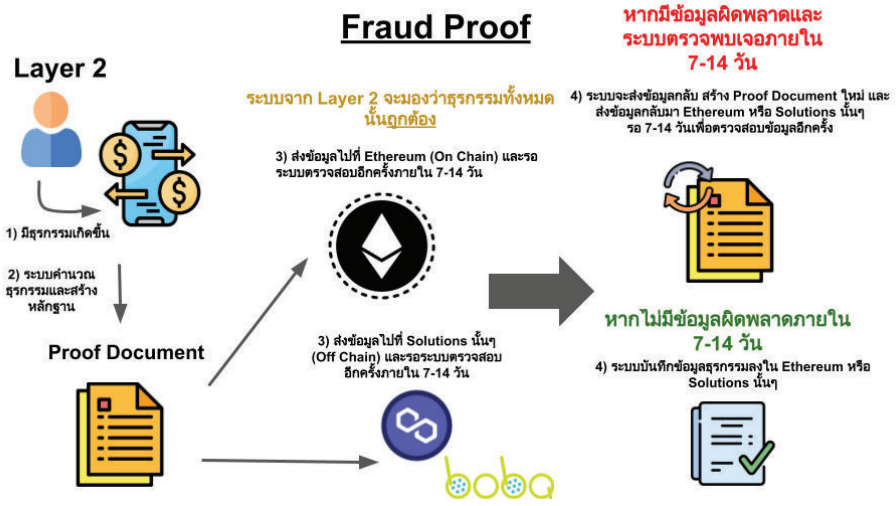 Fraud Proof
Layer 2
1) มีธุรกรรมเกิดขึ้น
2) ระบบคำนวณ
ธุรกรรมและสร้าง
หลักฐาน
Proof Document
ระบบจาก Layer 2 จะมองว่าธุรกรรมทั้งหมด
นั้นถูกต้อง
3) ส่งข้อมูลไปที่ Ethereum (On Chain) และรอ
ระบบตรวจสอบอีกครั้งภายใน 7-14 วัน
3) ส่งข้อมูลไปที่ Solutions นั้นๆ
(Off Chain) และรอระบบตรวจสอบ
อีกครั้งภายใน 7-14 วัน
boba
หากมีข้อมูลผิดพลาดและ
ระบบตรวจพบเจอภายใน
7-14 วัน
4) ระบบจะส่งข้อมูลกลับ สร้าง Proof Document ใหม่ และ
ส่งข้อมูลกลับมา Ethereum หรือ Solutions นั้นๆ
รอ 7-14 วันเพื่อตรวจสอบข้อมูลอีกครั้ง
หากไม่มีข้อมูลผิดพลาดภายใน
7-14 วัน
4) ระบบบันทึกข้อมูลธุรกรรมลงใน Ethereum หรือ
Solutions นั้นๆ